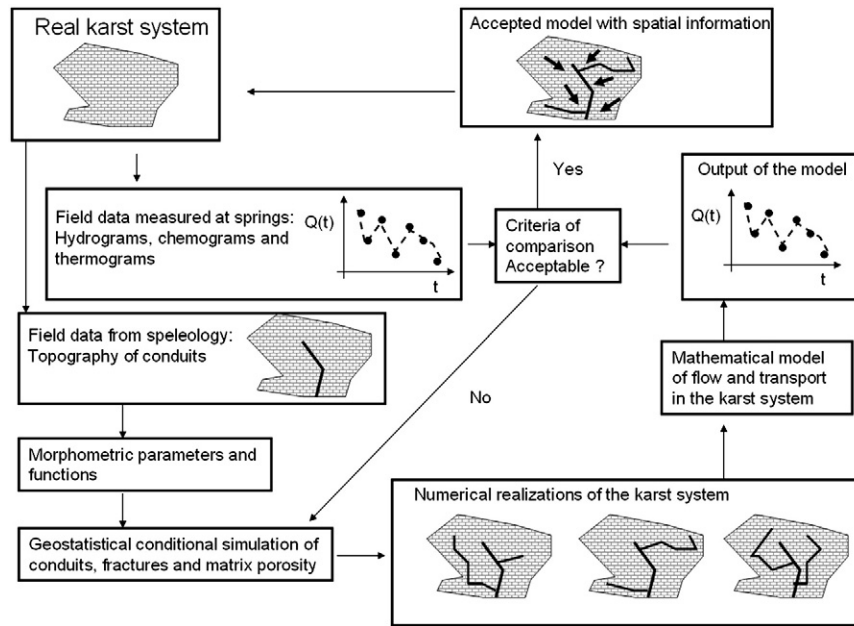 Real karst system
Accepted model with spatial information
Yes
Output of the model
Q(t)
t
Field data measured at springs:
Hydrograms, chemograms and
thermograms
Q(t)
t
Criteria of
comparison
Acceptable ?
Field data from speleology:
Topography of conduits
No
Mathematical model
of flow and transport
in the karst system
Morphometric parameters and
functions
Numerical realizations of the karst system
Geostatistical conditional simulation of
conduits, fractures and matrix porosity